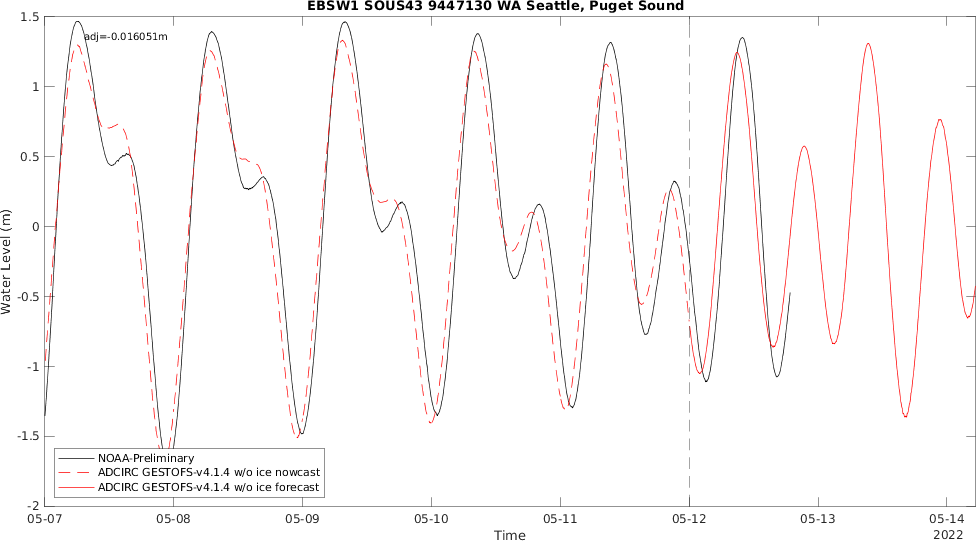 EBSW1 SOUS43 9447130 WA Seattle, Puget Sound
adj=-0.016051m
1.5
1
0.5
0
-0.5
-1
-1.5
-2
Water Level (m)
NOAA-Preliminary
ADCIRC GESTOFS-v4.1.4 w/o ice nowcast
ADCIRC GESTOFS-v4.1.4 w/o ice forecast
05-07 05-08 05-09 05-10 05-11 05-12 05-13 05-14
Time
2022